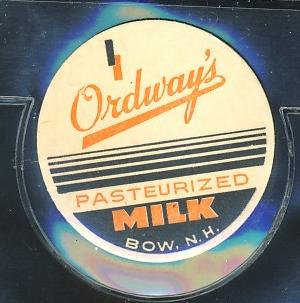 Ordway's
PASTEURIZED
MILK
BOW, N.H.